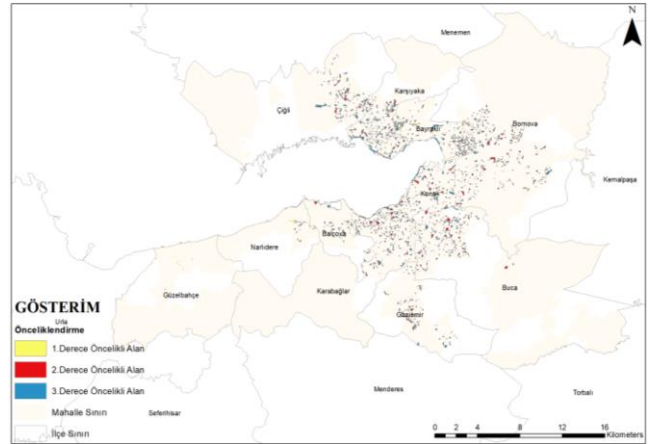 N
Menemen
Karşıyaka
Çiğli
Bayraklı
Bornova
Kemalpaşa
Konak
Balçova
Narlıdere
Buca
Güzelbahçe
Karabağlar
Gaziemir
GÖSTERİM
Urla
Önceliklendirme
1.Derece Öncelikli Alan
2.Derece Öncelikli Alan
3.Derece Öncelikli Alan
Mahalle Sınırı
İlçe Sınırı
Seferihisar
Menderes
Torbalı
0 2 4 8 12 16
Kilometers